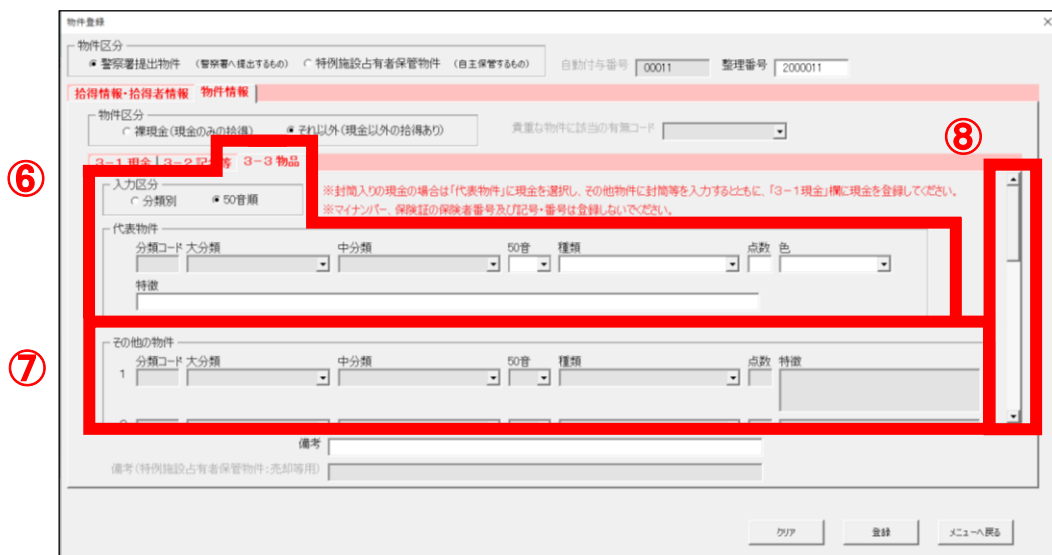 物件登録
×
物件区分
警察署提出物件 (警察署へ提出するもの) 特例施設占有者保管物件 (自主保管するもの) 自動付与番号 00011 整理番号 2000011
拾得情報・拾得者情報 物件情報
物件区分
裸現金(現金のみの拾得) それ以外(現金以外の拾得あり) 貴重な物件に該当の有無コード
⑧
⑥
3-1 現金 3-2 記 等 3-3 物品
入力区分
分類別 50音順
※封筒入りの現金の場合は「代表物件」に現金を選択し、その他物件に封筒等を入力するとともに、「3-1現金」欄に現金を登録してください。
※マイナンバー、保険証の保険者番号及び記号・番号は登録しないでください。
代表物件
分類コード 大分類 中分類 50音 種類 点数 色
特徴
⑦
その他の物件
分類コード 大分類 中分類 50音 種類 点数 特徴
1
備考
備考(特例施設占有者保管物件:売却等用)
クリア 登録 メニューへ戻る